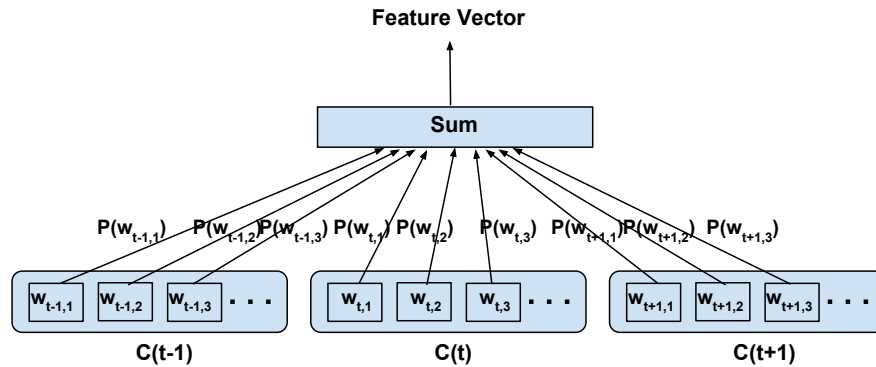 Feature Vector
Sum
P(w_{t-1,1}) P(w_{t-1,2}) P(w_{t-1,3}) P(w_{t,1}) P(w_{t,2}) P(w_{t,3}) P(w_{t+1,1}) P(w_{t+1,2}) P(w_{t+1,3})
w_{t-1,1} w_{t-1,2} w_{t-1,3} . . . w_{t,1} w_{t,2} w_{t,3} . . . w_{t+1,1} w_{t+1,2} w_{t+1,3} . . .
C(t-1) C(t) C(t+1)